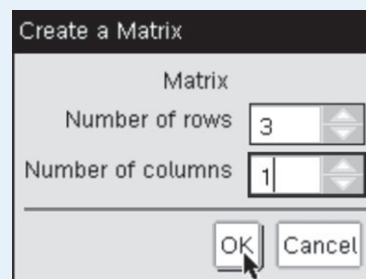 Create a Matrix
Matrix
Number of rows 3
Number of columns 1
OK Cancel